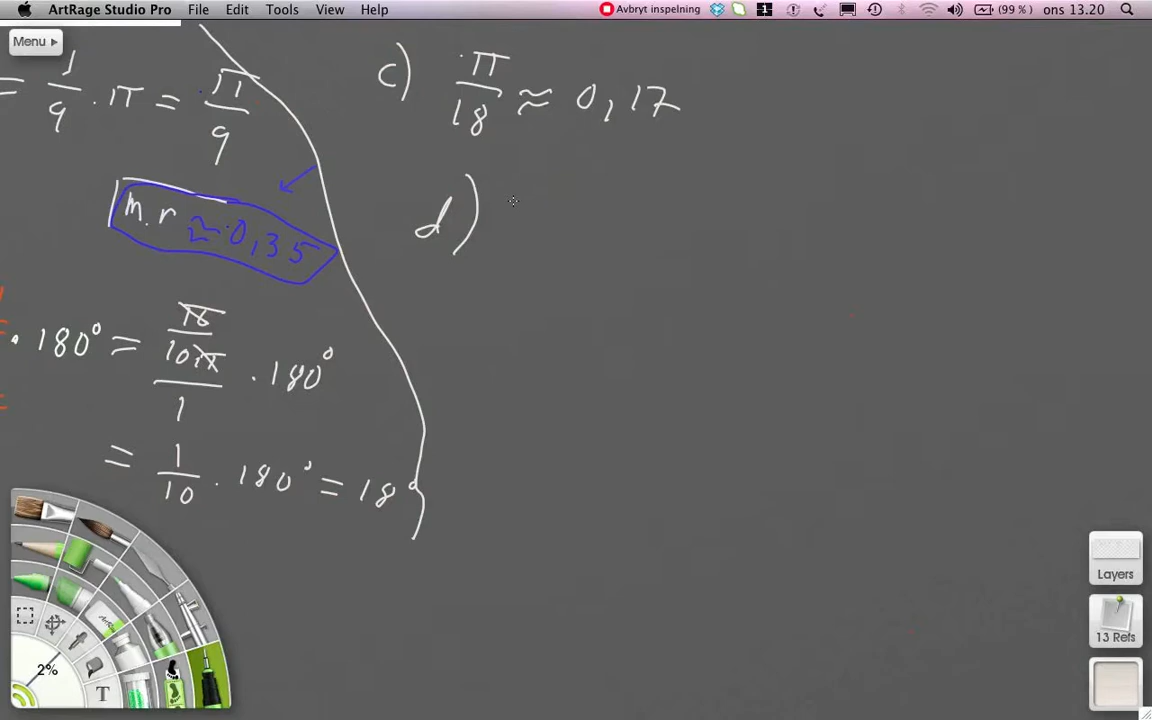 ArtRage Studio Pro File Edit Tools View Help Avbryt inspelning 1 (99 %) ons 13.20
Menu
= 1/9 · π = π/9
m.r ≈ 0,35
· 180° = π/10π/1 · 180°
= 1/10 · 180° = 18°
c) π/18 ≈ 0,17
d)
Layers
13 Refs
2%
T